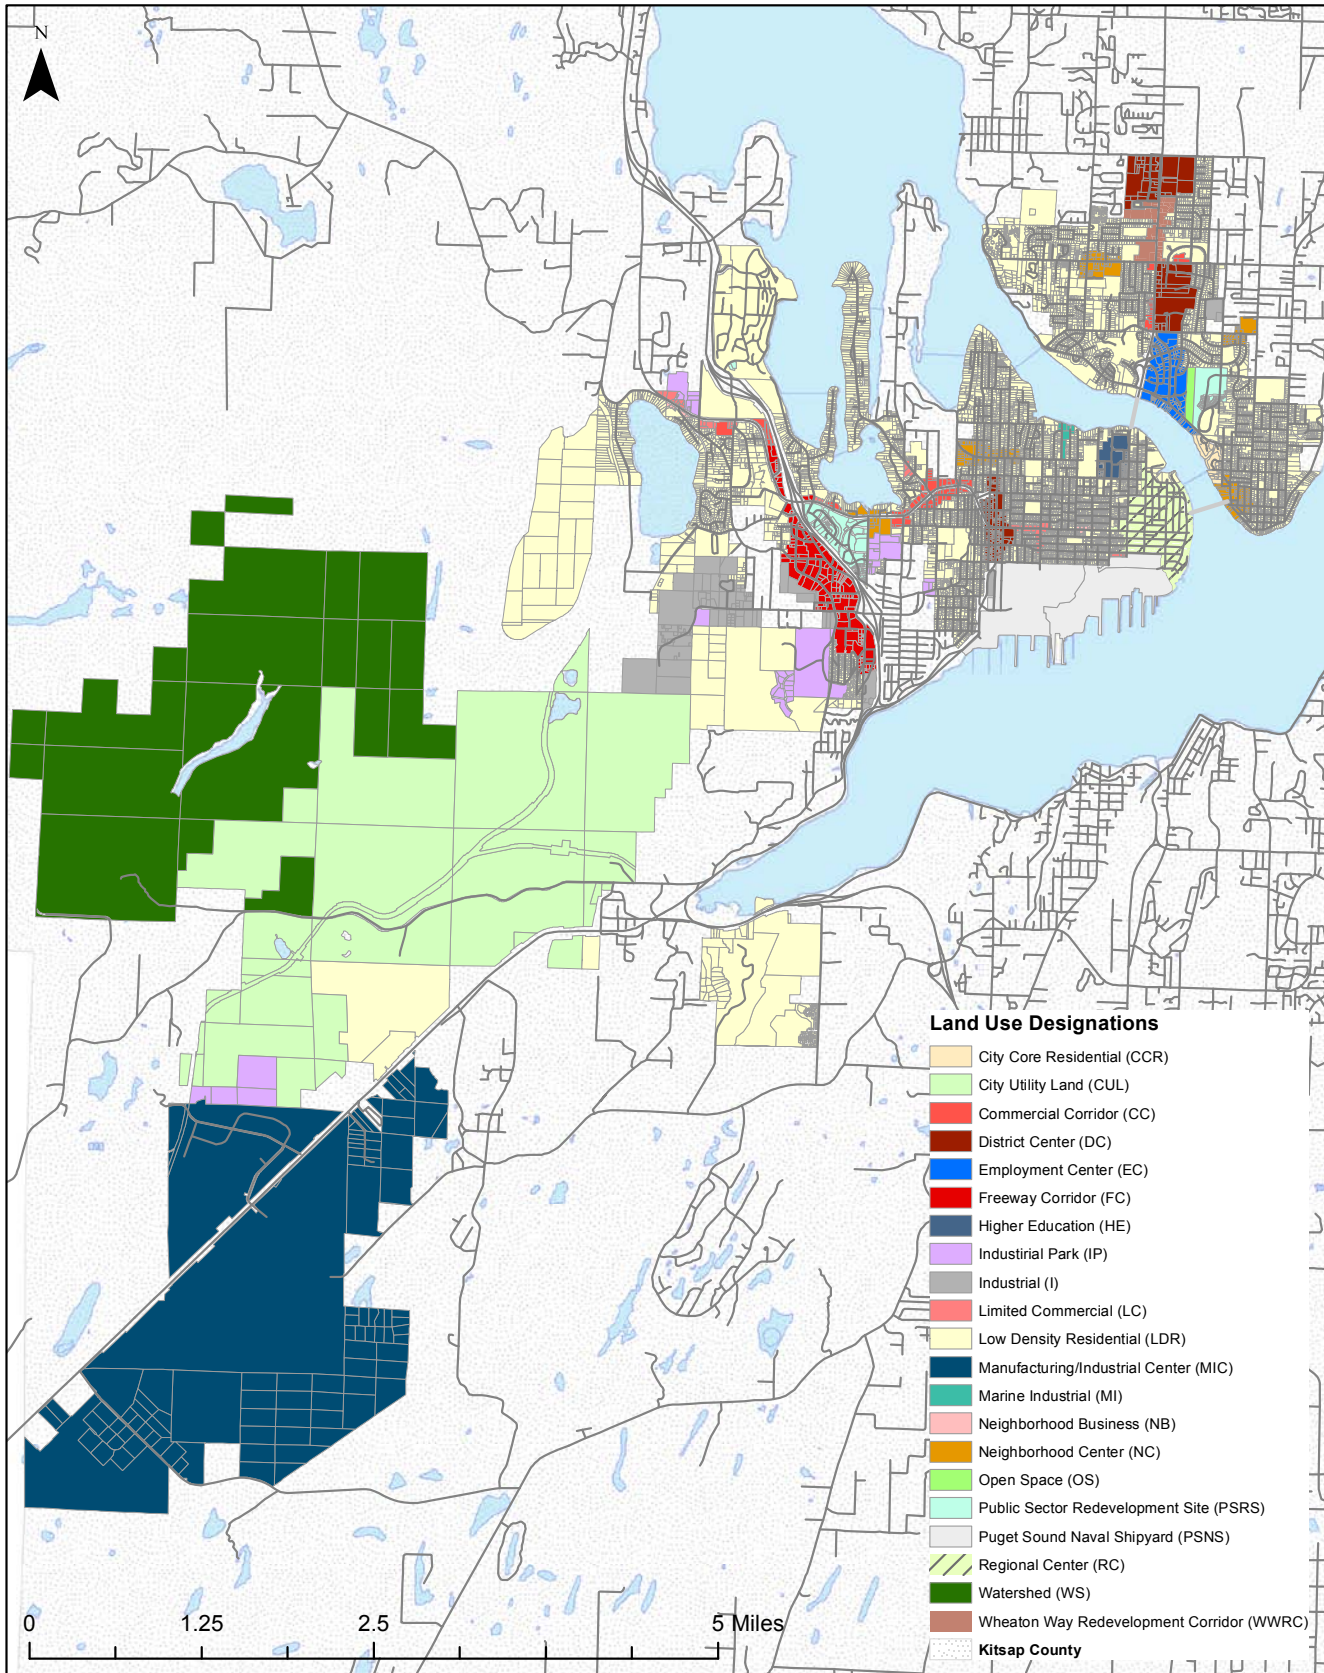 N
Land Use Designations
City Core Residential (CCR)
City Utility Land (CUL)
Commercial Corridor (CC)
District Center (DC)
Employment Center (EC)
Freeway Corridor (FC)
Higher Education (HE)
Industirial Park (IP)
Industrial (I)
Limited Commercial (LC)
Low Density Residential (LDR)
Manufacturing/Industrial Center (MIC)
Marine Industrial (MI)
Neighborhood Business (NB)
Neighborhood Center (NC)
Open Space (OS)
Public Sector Redevelopment Site (PSRS)
Puget Sound Naval Shipyard (PSNS)
Regional Center (RC)
Watershed (WS)
Wheaton Way Redevelopment Corridor (WWRC)
Kitsap County
0 1.25 2.5 5 Miles